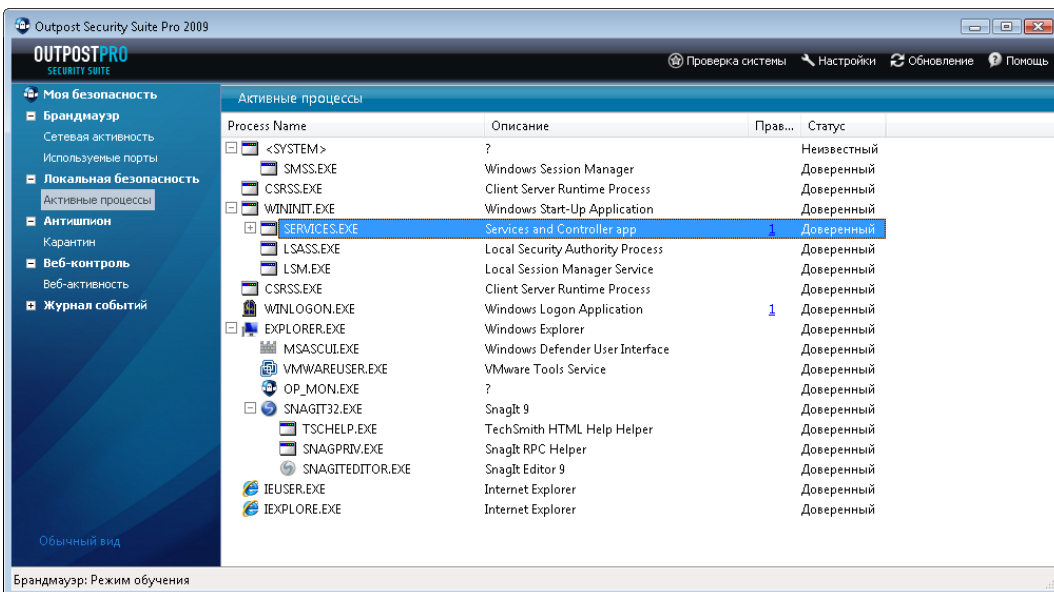 Outpost Security Suite Pro 2009
OUTPOSTPRO
SECURITY SUITE
Проверка системы Настройки Обновление Помощь
Моя безопасность
Брандмауэр
Сетевая активность
Используемые порты
Локальная безопасность
Активные процессы
Антишпион
Карантин
Веб-контроль
Веб-активность
Журнал событий
Обычный вид
Активные процессы
Process Name Описание Прав... Статус
<SYSTEM> ? Неизвестный
SMSS.EXE Windows Session Manager Доверенный
CSRSS.EXE Client Server Runtime Process Доверенный
WININIT.EXE Windows Start-Up Application Доверенный
SERVICES.EXE Services and Controller app 1 Доверенный
LSASS.EXE Local Security Authority Process Доверенный
LSM.EXE Local Session Manager Service Доверенный
CSRSS.EXE Client Server Runtime Process Доверенный
WINLOGON.EXE Windows Logon Application 1 Доверенный
EXPLORER.EXE Windows Explorer Доверенный
MSASCUI.EXE Windows Defender User Interface Доверенный
VMWAREUSER.EXE VMware Tools Service Доверенный
OP_MON.EXE ? Доверенный
SNAGIT32.EXE SnagIt 9 Доверенный
TSCHELP.EXE TechSmith HTML Help Helper Доверенный
SNAGPRIV.EXE SnagIt RPC Helper Доверенный
SNAGITEDITOR.EXE SnagIt Editor 9 Доверенный
IEUSER.EXE Internet Explorer Доверенный
IEXPLORE.EXE Internet Explorer Доверенный
Брандмауэр: Режим обучения